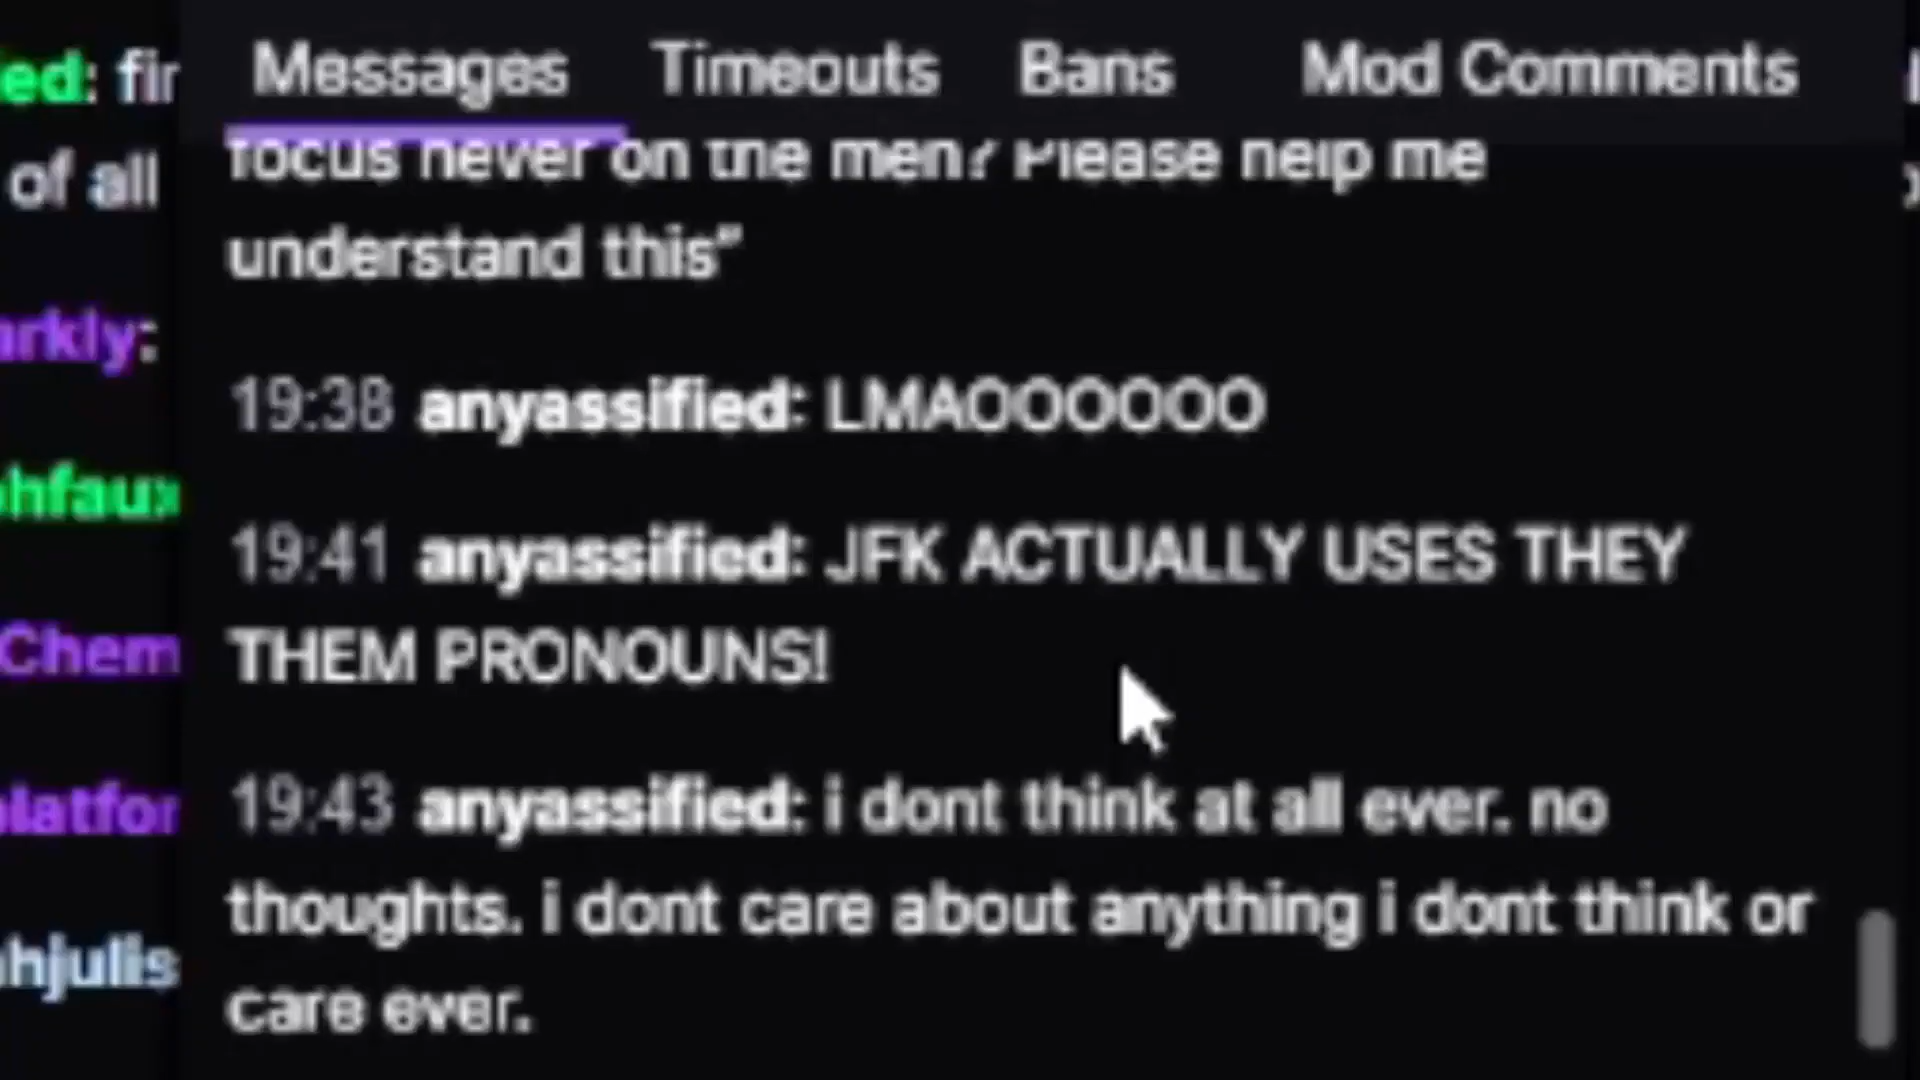 Messages Timeouts Bans Mod Comments
focus never on the men? Please help me
understand this"
19:38 anyassified: LMAOOOOOO
19:41 anyassified: JFK ACTUALLY USES THEY
THEM PRONOUNS!
19:43 anyassified: i dont think at all ever. no
thoughts. i dont care about anything i dont think or
care ever.
of all